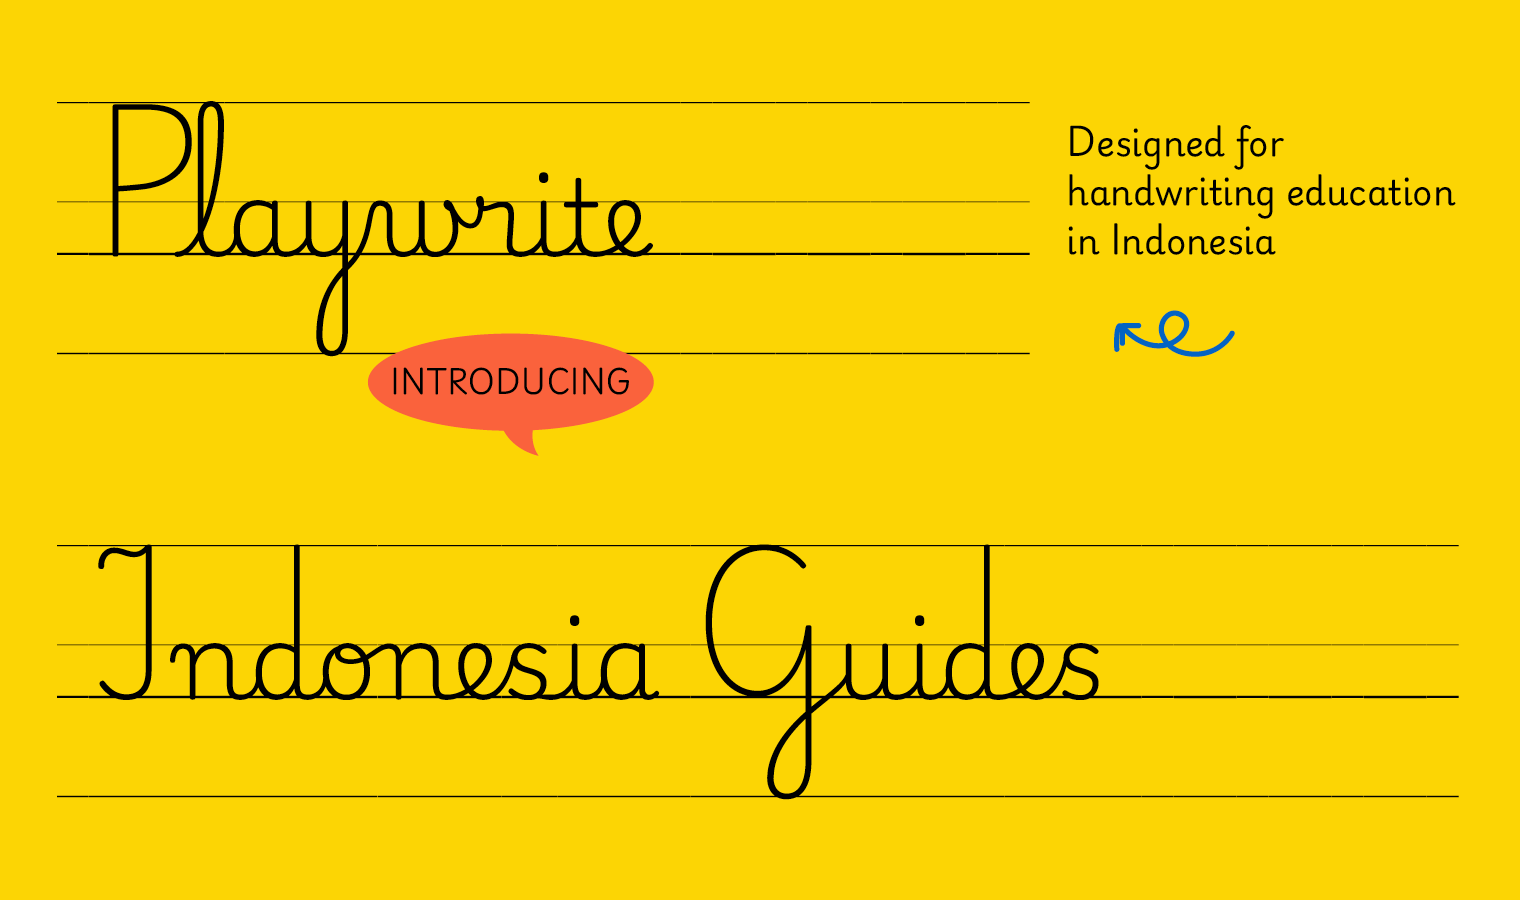 Playwrite
Designed for
handwriting education
in Indonesia
INTRODUCING
Indonesia Guides